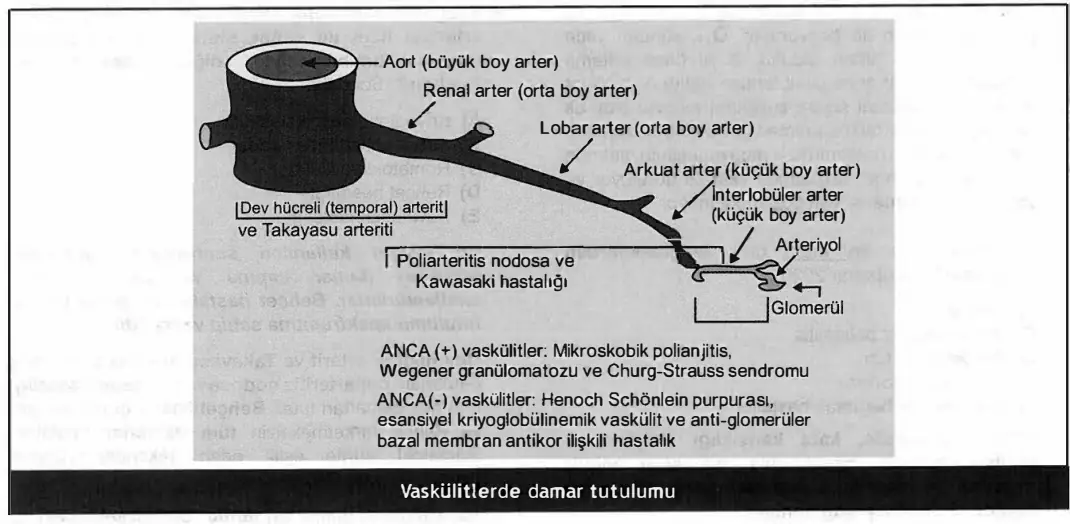 Aort (büyük boy arter)
Renal arter (orta boy arter)
Lobar arter (orta boy arter)
Arkuat arter (küçük boy arter)
İnterlobüler arter
(küçük boy arter)
Arteriyol
Dev hücreli (temporal) arterit
ve Takayasu arteriti
Poliarteritis nodosa ve
Kawasaki hastalığı
Glomerül
ANCA (+) vaskülitler: Mikroskobik polianjitis,
Wegener granülomatozu ve Churg-Strauss sendromu
ANCA(-) vaskülitler: Henoch Schönlein purpurası,
esansiyel kriyoglobülinemik vaskülit ve anti-glomerüler
bazal membran antikor ilişkili hastalık
Vaskülitlerde damar tutulumu